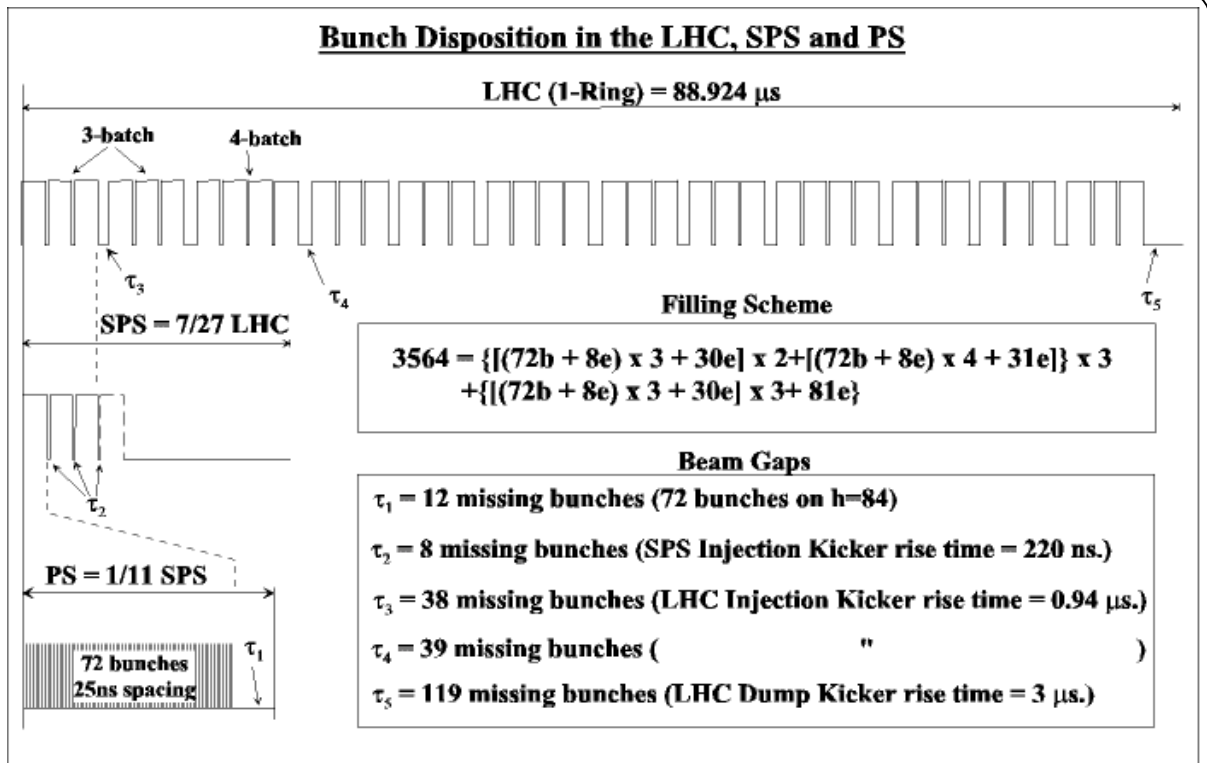 Bunch Disposition in the LHC, SPS and PS
LHC (1-Ring) = 88.924 μs
3-batch
4-batch
τ3
τ4
τ5
SPS = 7/27 LHC
Filling Scheme
3564 = {[(72b + 8e) x 3 + 30e] x 2+[(72b + 8e) x 4 + 31e]} x 3
+{[(72b + 8e) x 3 + 30e] x 3+ 81e}
τ2
Beam Gaps
τ1 = 12 missing bunches (72 bunches on h=84)
τ2 = 8 missing bunches (SPS Injection Kicker rise time = 220 ns.)
τ3 = 38 missing bunches (LHC Injection Kicker rise time = 0.94 μs.)
τ4 = 39 missing bunches ( " )
τ5 = 119 missing bunches (LHC Dump Kicker rise time = 3 μs.)
PS = 1/11 SPS
τ1
72 bunches
25ns spacing